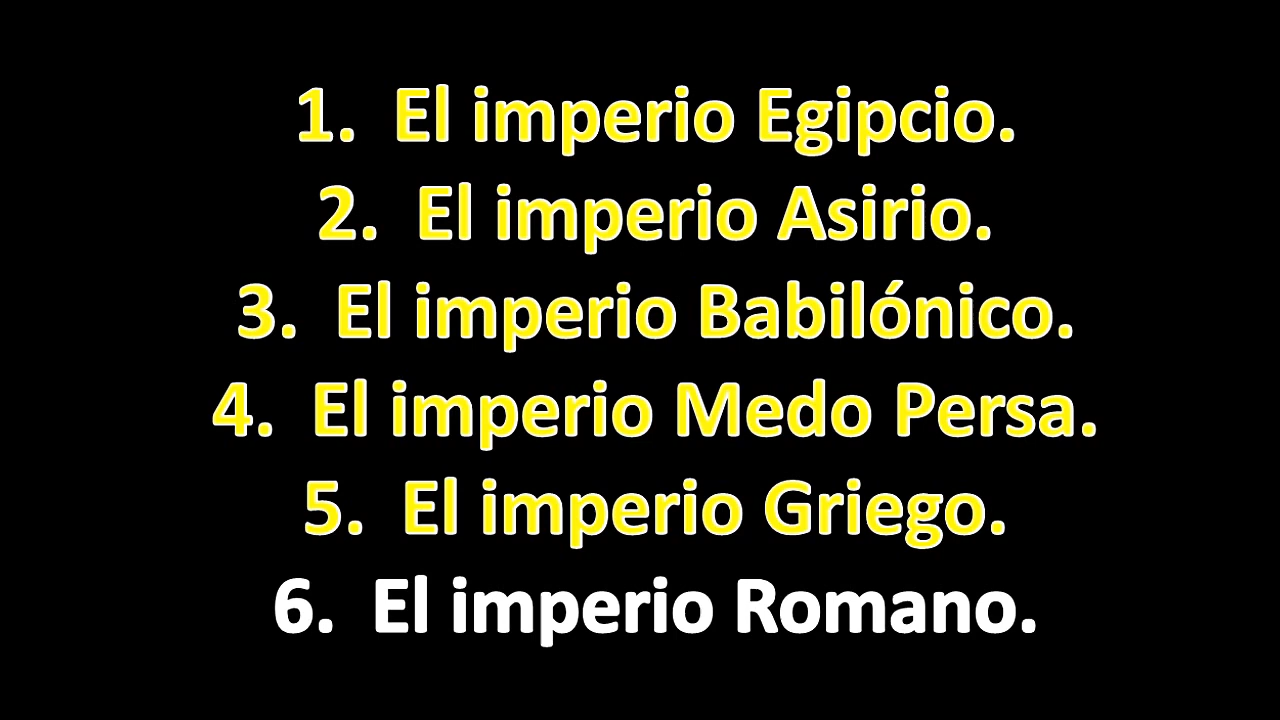 1. El imperio Egipcio.
2. El imperio Asirio.
3. El imperio Babilónico.
4. El imperio Medo Persa.
5. El imperio Griego.
6. El imperio Romano.